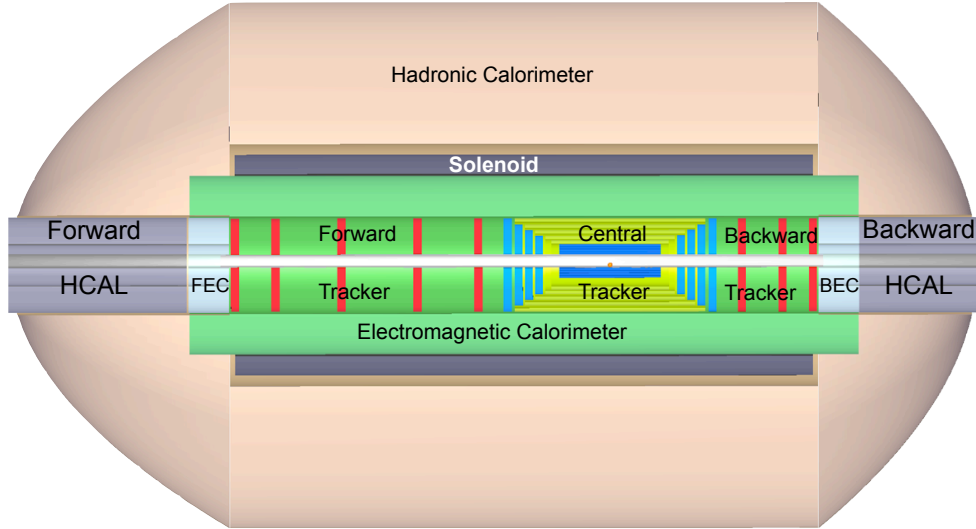 Hadronic Calorimeter
Solenoid
Forward
Forward
Central
Backward
Backward
HCAL
FEC
Tracker
Tracker
Tracker
BEC
HCAL
Electromagnetic Calorimeter